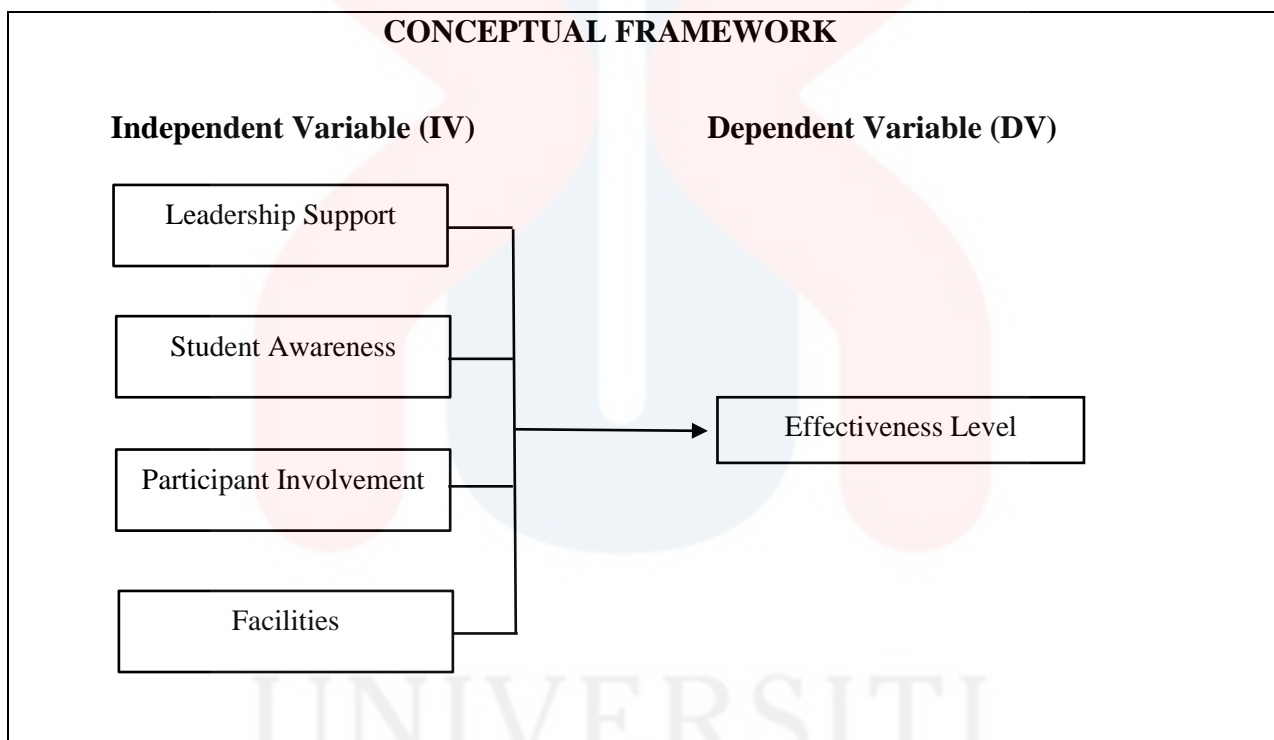 CONCEPTUAL FRAMEWORK
Independent Variable (IV)
Dependent Variable (DV)
Leadership Support
Student Awareness
Participant Involvement
Facilities
Effectiveness Level
UNIVERSITI